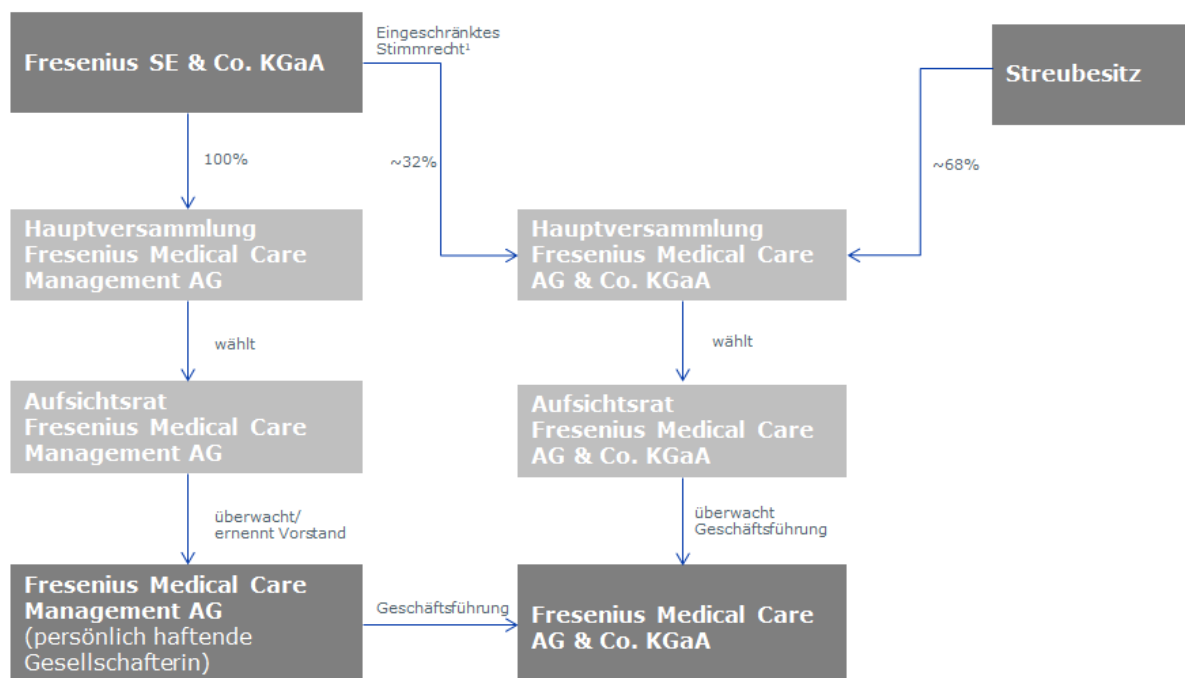 Fresenius SE & Co. KGaA
Eingeschränktes
Stimmrecht¹
Streubesitz
100%
~32%
~68%
Hauptversammlung
Fresenius Medical Care
Management AG
Hauptversammlung
Fresenius Medical Care
AG & Co. KGaA
wählt
wählt
Aufsichtsrat
Fresenius Medical Care
Management AG
Aufsichtsrat
Fresenius Medical Care
AG & Co. KGaA
überwacht/
ernennt Vorstand
überwacht
Geschäftsführung
Fresenius Medical Care
Management AG
(persönlich haftende
Gesellschafterin)
Geschäftsführung
Fresenius Medical Care
AG & Co. KGaA